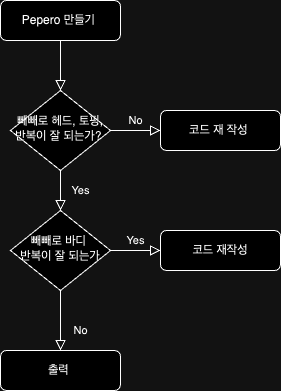 Pepero 만들기
빼빼로 헤드, 토핑,
반복이 잘 되는가?
No
코드 재 작성
Yes
빼빼로 바디
반복이 잘 되는가
Yes
코드 재작성
No
출력